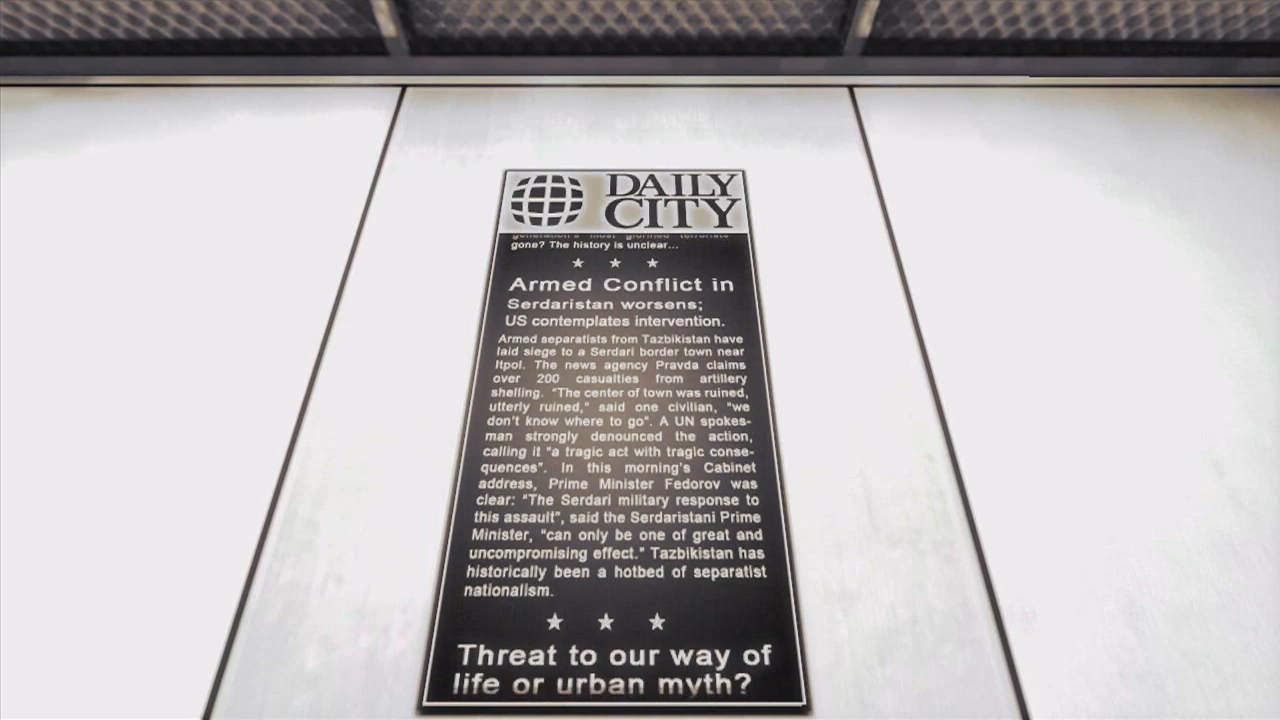 DAILY
CITY
generation's most glorified terrorists
gone? The history is unclear...
Armed Conflict in
Serdaristan worsens;
US contemplates intervention.
Armed separatists from Tazbikistan have
laid siege to a Serdari border town near
Itpol. The news agency Pravda claims
over 200 casualties from artillery
shelling. "The center of town was ruined,
utterly ruined," said one civilian, "we
don't know where to go". A UN spokes-
man strongly denounced the action,
calling it "a tragic act with tragic conse-
quences". In this morning's Cabinet
address, Prime Minister Fedorov was
clear: "The Serdari military response to
this assault", said the Serdaristani Prime
Minister, "can only be one of great and
uncompromising effect." Tazbikistan has
historically been a hotbed of separatist
nationalism.
Threat to our way of
life or urban myth?